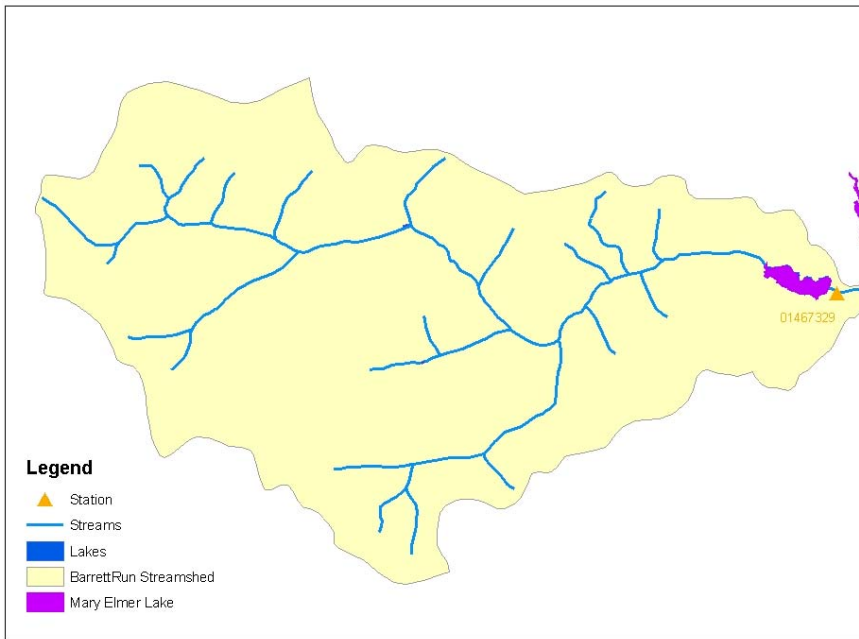 01467329
Legend
Station
Streams
Lakes
BarrettRun Streamshed
Mary Elmer Lake